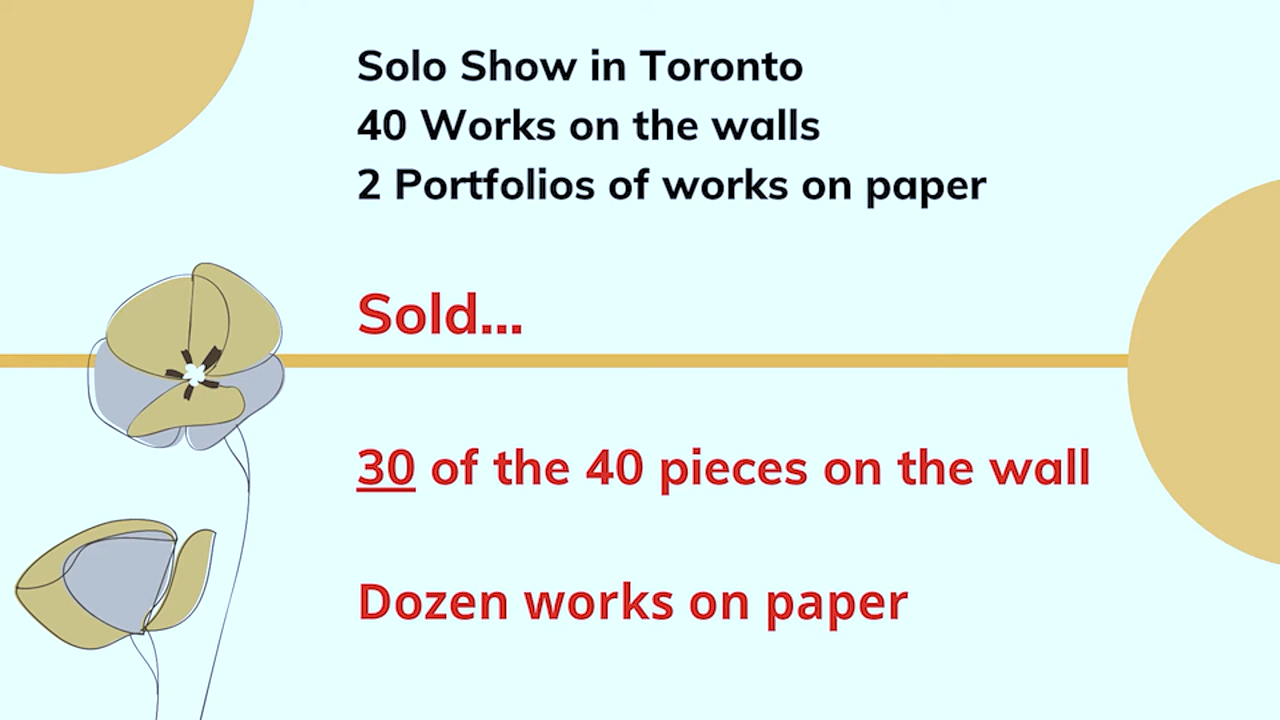 Solo Show in Toronto
40 Works on the walls
2 Portfolios of works on paper
Sold...
30 of the 40 pieces on the wall
Dozen works on paper